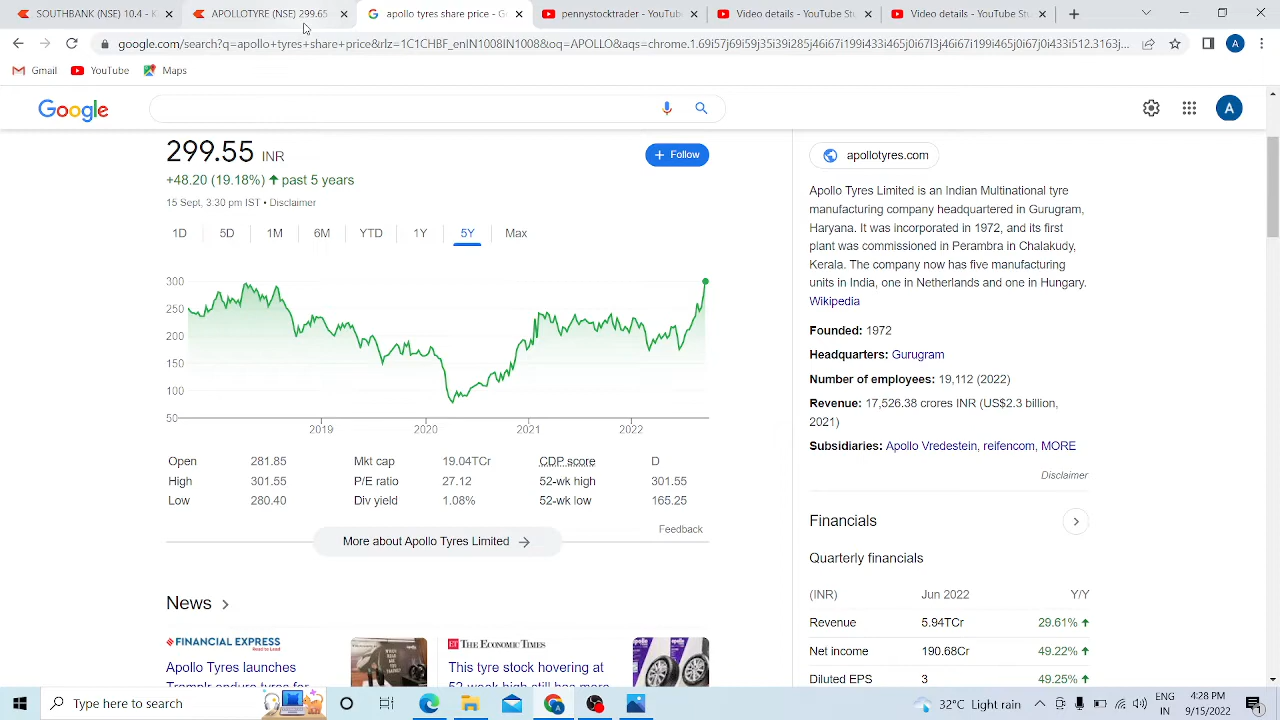 SOUTHBANK (NSE) 10.4 - K
APOLLOTYRE (NSE) 299.55
apollo tyres share price - G
pennystocktrader - YouTube
Video details - YouTube St
Video details - YouTube St
google.com/search?q=apollo+tyres+share+price&rlz=1C1CHBF_enIN1008IN1008&oq=APOLLO&aqs=chrome.1.69i57j69i59j35i39i285j46i67i199i433i465j0i67l3j46i67i199i433i465j0i67j0i433i512.3163j...
A
Gmail YouTube Maps
Google
A
299.55 INR
+ Follow
+48.20 (19.18%) ↑ past 5 years
15 Sept, 3.30 pm IST • Disclaimer
1D 5D 1M 6M YTD 1Y 5Y Max
300
250
200
150
100
50
2019 2020 2021 2022
Open 281.85 Mkt cap 19.04TCr CDP score D
High 301.55 P/E ratio 27.12 52-wk high 301.55
Low 280.40 Div yield 1.08% 52-wk low 165.25
Feedback
More about Apollo Tyres Limited →
News
FINANCIAL EXPRESS
Read to Lead
Apollo Tyres launches
ET THE ECONOMIC TIMES
This tyre stock hovering at
apollotyres.com
Apollo Tyres Limited is an Indian Multinational tyre
manufacturing company headquartered in Gurugram,
Haryana. It was incorporated in 1972, and its first
plant was commissioned in Perambra in Chalakudy,
Kerala. The company now has five manufacturing
units in India, one in Netherlands and one in Hungary.
Wikipedia
Founded: 1972
Headquarters: Gurugram
Number of employees: 19,112 (2022)
Revenue: 17,526.38 crores INR (US$2.3 billion,
2021)
Subsidiaries: Apollo Vredestein, reifencom, MORE
Disclaimer
Financials
Quarterly financials
(INR) Jun 2022 Y/Y
Revenue 5.94TCr 29.61% ↑
Net income 190.68Cr 49.22% ↑
Diluted EPS 3 49.25% ↑
Type here to search
32°C Light rain
ENG
IN
4:28 PM
9/15/2022
1